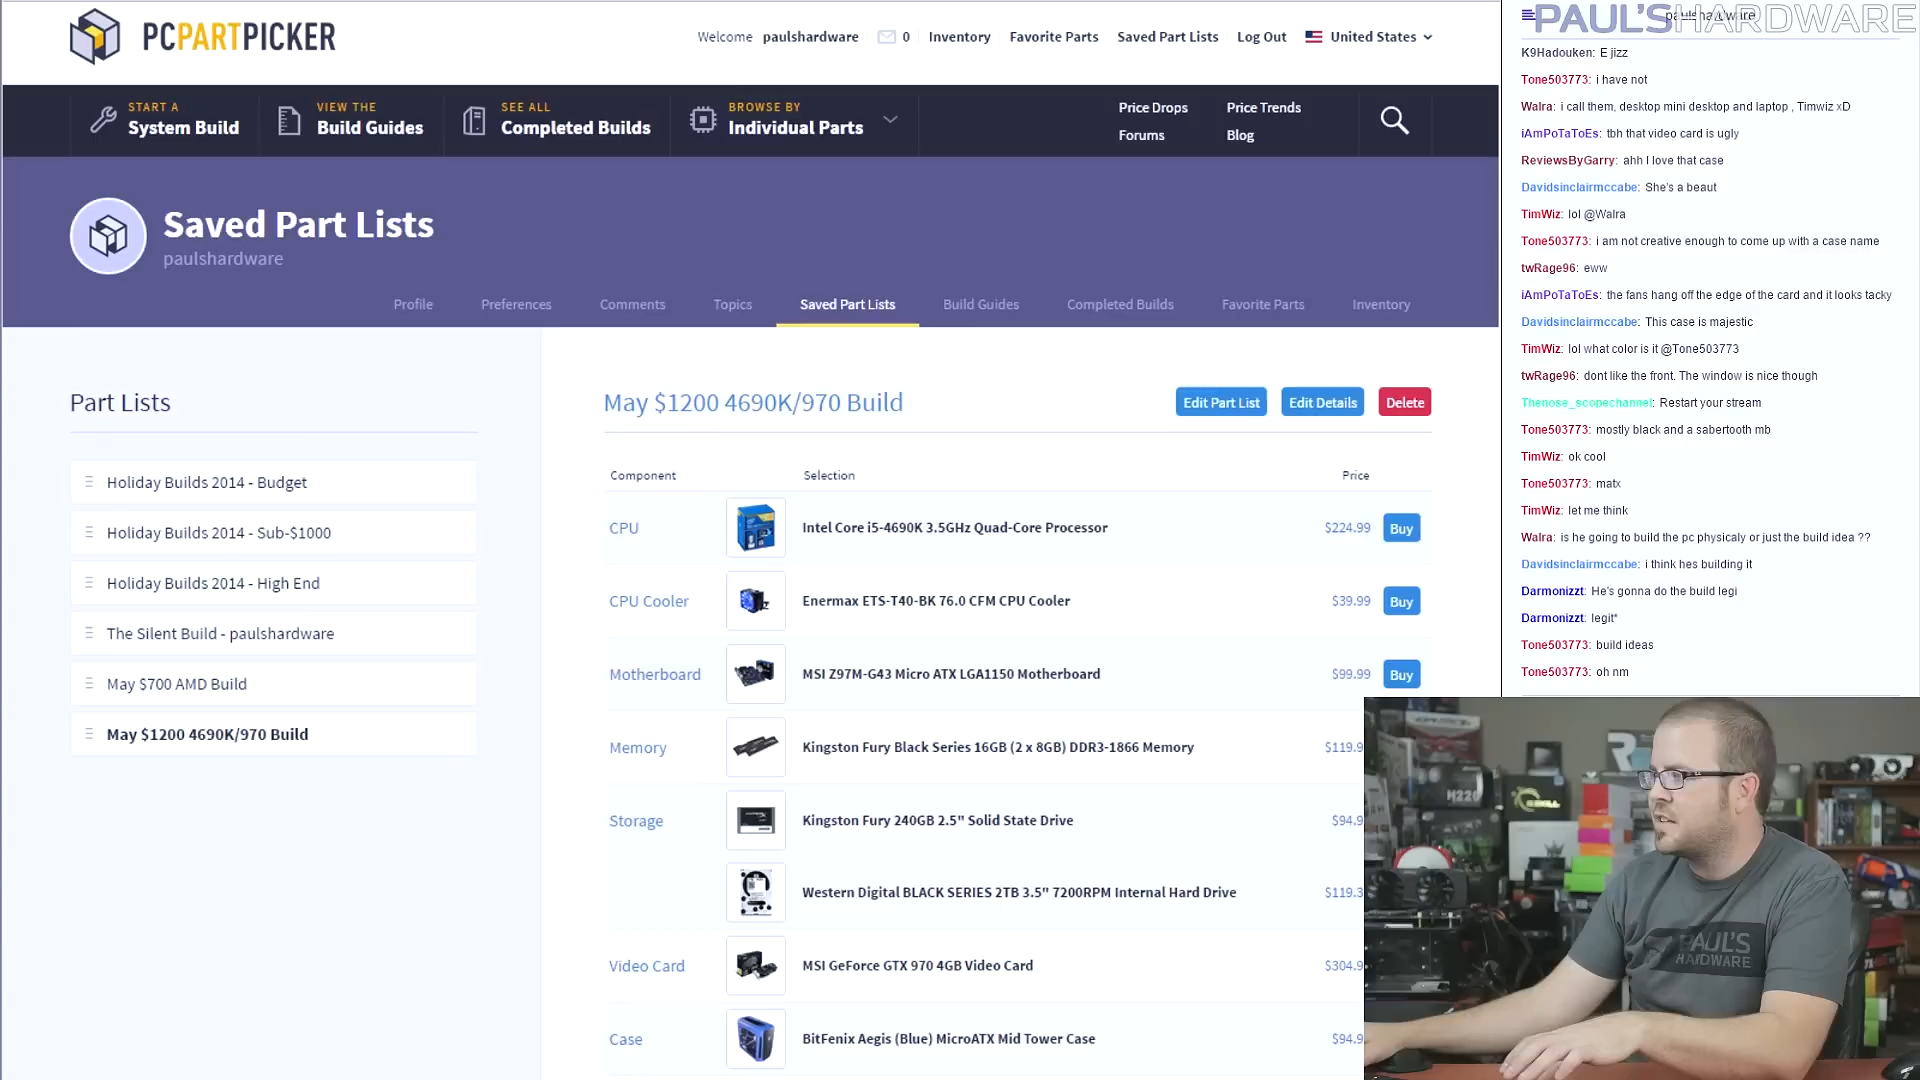 PCPARTPICKER
Welcome paulshardware 0 Inventory Favorite Parts Saved Part Lists Log Out United States
START A
System Build
VIEW THE
Build Guides
SEE ALL
Completed Builds
BROWSE BY
Individual Parts
Price Drops Price Trends
Forums Blog
Saved Part Lists
paulshardware
Profile Preferences Comments Topics Saved Part Lists Build Guides Completed Builds Favorite Parts Inventory
Part Lists
Holiday Builds 2014 - Budget
Holiday Builds 2014 - Sub-$1000
Holiday Builds 2014 - High End
The Silent Build - paulshardware
May $700 AMD Build
May $1200 4690K/970 Build
May $1200 4690K/970 Build Edit Part List Edit Details Delete
Component Selection Price
CPU Intel Core i5-4690K 3.5GHz Quad-Core Processor $224.99 Buy
CPU Cooler Enermax ETS-T40-BK 76.0 CFM CPU Cooler $39.99 Buy
Motherboard MSI Z97M-G43 Micro ATX LGA1150 Motherboard $99.99 Buy
Memory Kingston Fury Black Series 16GB (2 x 8GB) DDR3-1866 Memory $119.9
Storage Kingston Fury 240GB 2.5" Solid State Drive $94.9
Western Digital BLACK SERIES 2TB 3.5" 7200RPM Internal Hard Drive $119.3
Video Card MSI GeForce GTX 970 4GB Video Card $304.9
Case BitFenix Aegis (Blue) MicroATX Mid Tower Case $94.9
PAUL'SHARDWARE
paulshardware
K9Hadouken: E jizz
Tone503773: i have not
Walra: i call them, desktop mini desktop and laptop , Timwiz xD
iAmPoTaToEs: tbh that video card is ugly
ReviewsByGarry: ahh I love that case
Davidsinclairmccabe: She's a beaut
TimWiz: lol @Walra
Tone503773: i am not creative enough to come up with a case name
twRage96: eww
iAmPoTaToEs: the fans hang off the edge of the card and it looks tacky
Davidsinclairmccabe: This case is majestic
TimWiz: lol what color is it @Tone503773
twRage96: dont like the front. The window is nice though
Thenose_scopechannel: Restart your stream
Tone503773: mostly black and a sabertooth mb
TimWiz: ok cool
Tone503773: matx
TimWiz: let me think
Walra: is he going to build the pc physicaly or just the build idea ??
Davidsinclairmccabe: i think hes building it
Darmonizzt: He's gonna do the build legi
Darmonizzt: legit*
Tone503773: build ideas
Tone503773: oh nm
H220
PAUL'S
HARDWARE